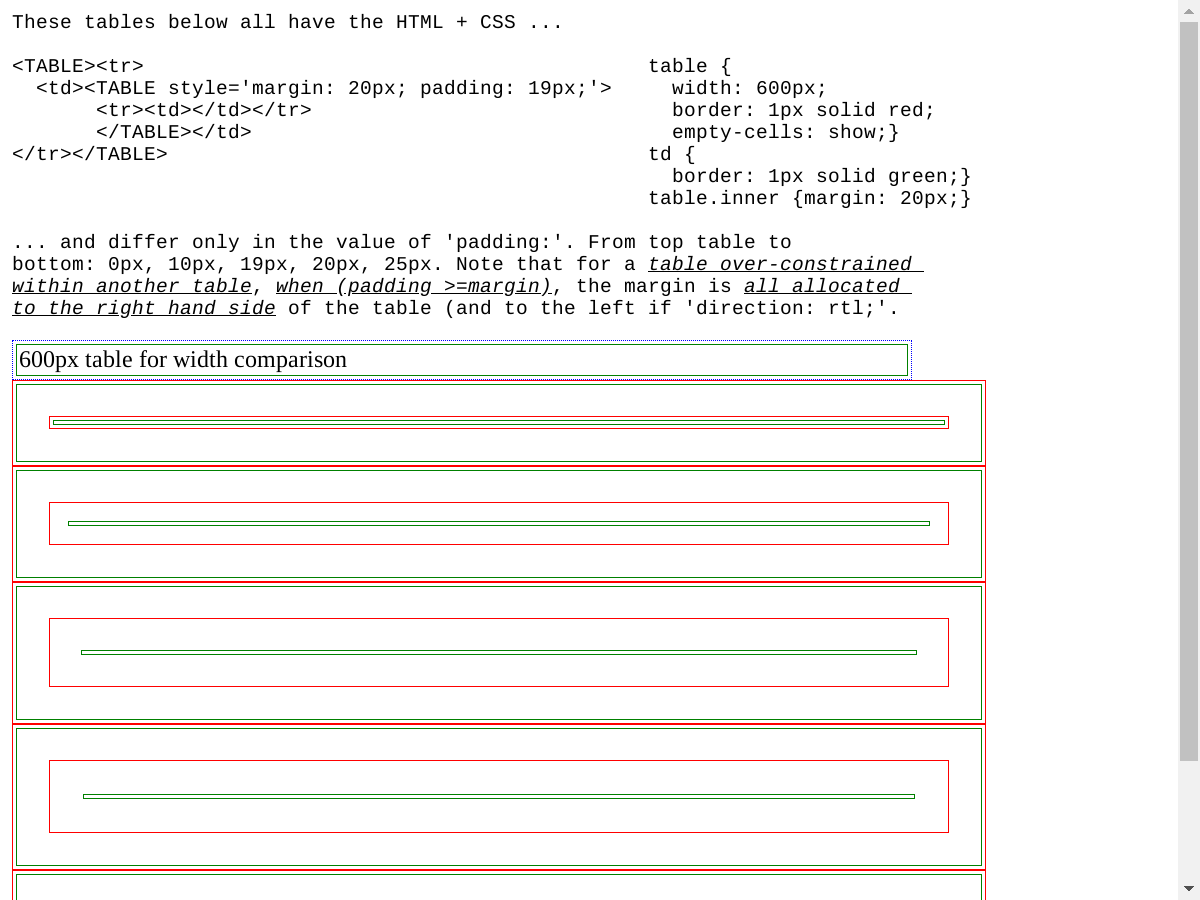 These tables below all have the HTML + CSS ...
<TABLE><tr> table {
<td><TABLE style='margin: 20px; padding: 19px;'> width: 600px;
<tr><td></td></tr> border: 1px solid red;
</TABLE></td> empty-cells: show;}
</tr></TABLE> td {
border: 1px solid green;}
table.inner {margin: 20px;}
... and differ only in the value of 'padding:'. From top table to
bottom: 0px, 10px, 19px, 20px, 25px. Note that for a table over-constrained
within another table, when (padding >=margin), the margin is all allocated
to the right hand side of the table (and to the left if 'direction: rtl;'.
600px table for width comparison